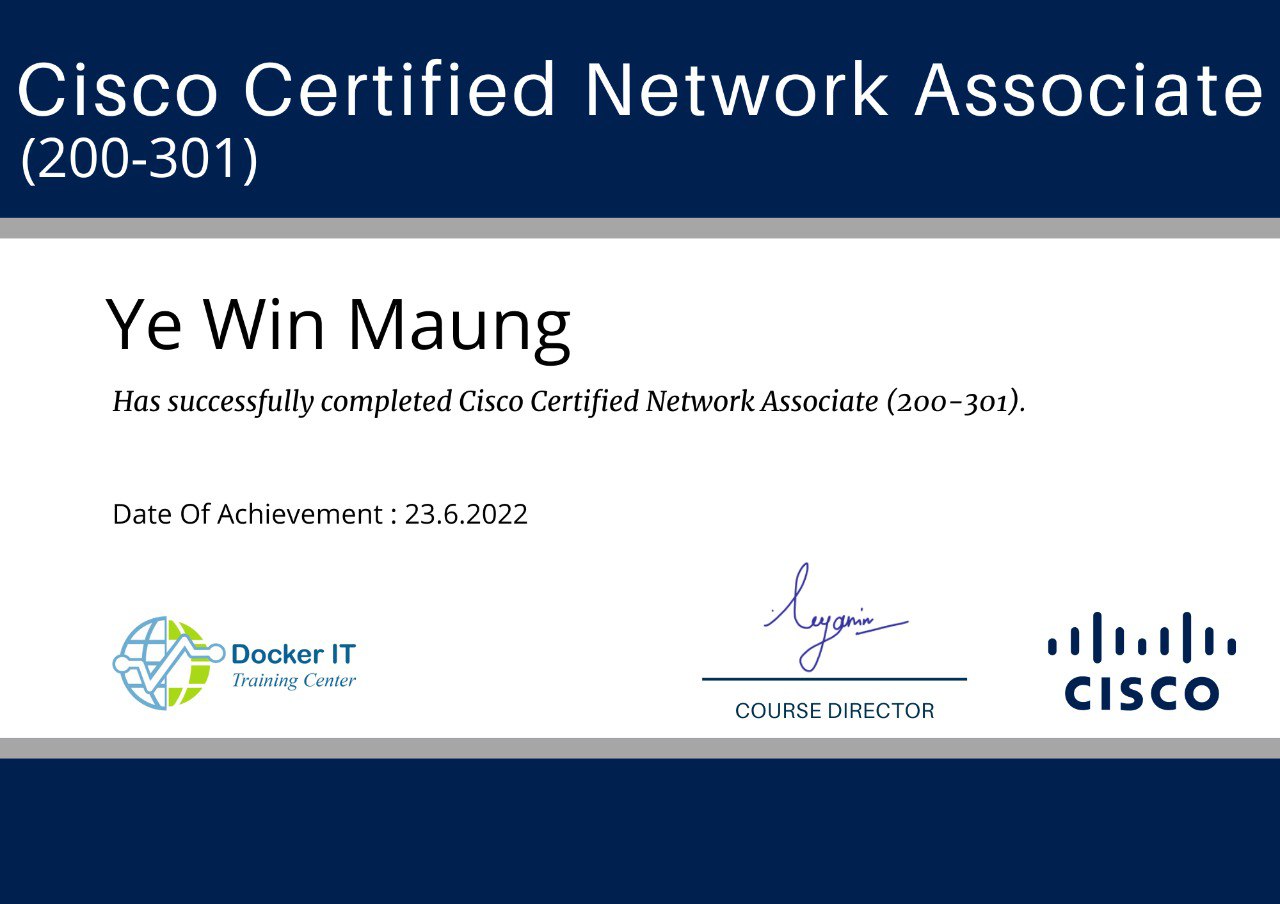 Cisco Certified Network Associate
(200-301)
Ye Win Maung
Has successfully completed Cisco Certified Network Associate (200-301).
Date Of Achievement : 23.6.2022
Docker IT
Training Center
COURSE DIRECTOR
CISCO